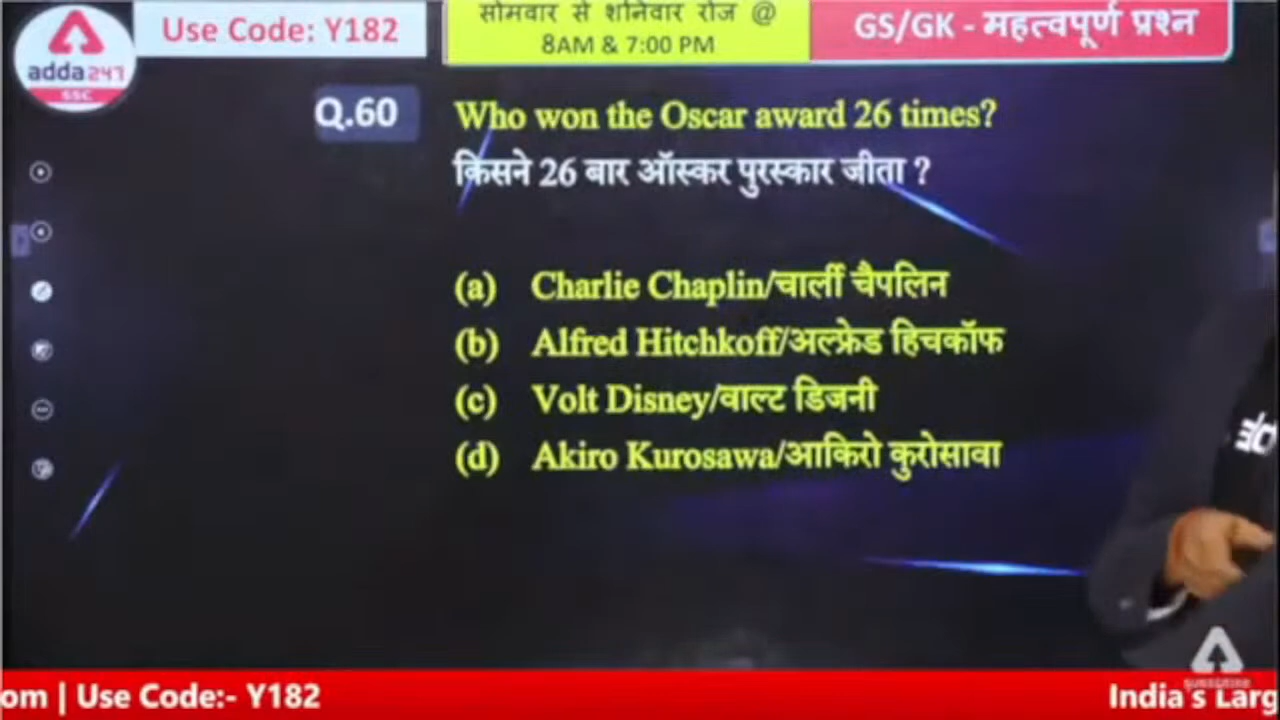 Use Code: Y182
सोमवार से शनिवार रोज @
8AM & 7:00 PM
GS/GK - महत्वपूर्ण प्रश्न
adda247
SSC
Q.60
Who won the Oscar award 26 times?
किसने 26 बार ऑस्कर पुरस्कार जीता ?
(a) Charlie Chaplin/चार्ली चैपलिन
(b) Alfred Hitchkoff/अल्फ्रेड हिचकॉफ
(c) Volt Disney/वाल्ट डिजनी
(d) Akiro Kurosawa/आकिरो कुरोसावा
SUBSCRIBE
om | Use Code:- Y182
India's Larg